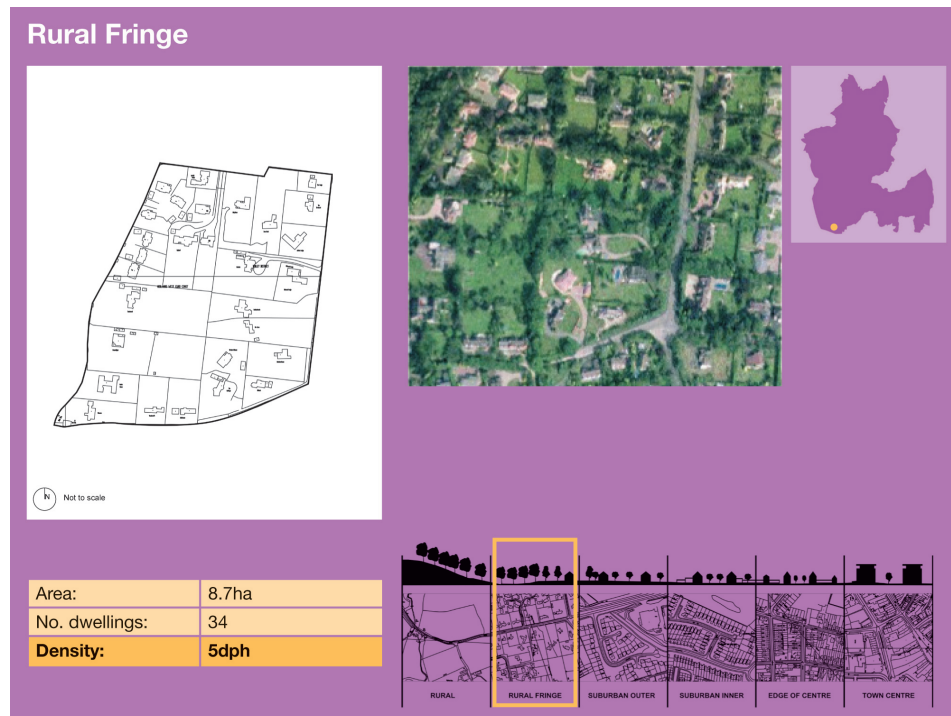 Rural Fringe
N
Not to scale
Area: 8.7ha
No. dwellings: 34
Density: 5dph
RURAL
RURAL FRINGE
SUBURBAN OUTER
SUBURBAN INNER
EDGE OF CENTRE
TOWN CENTRE